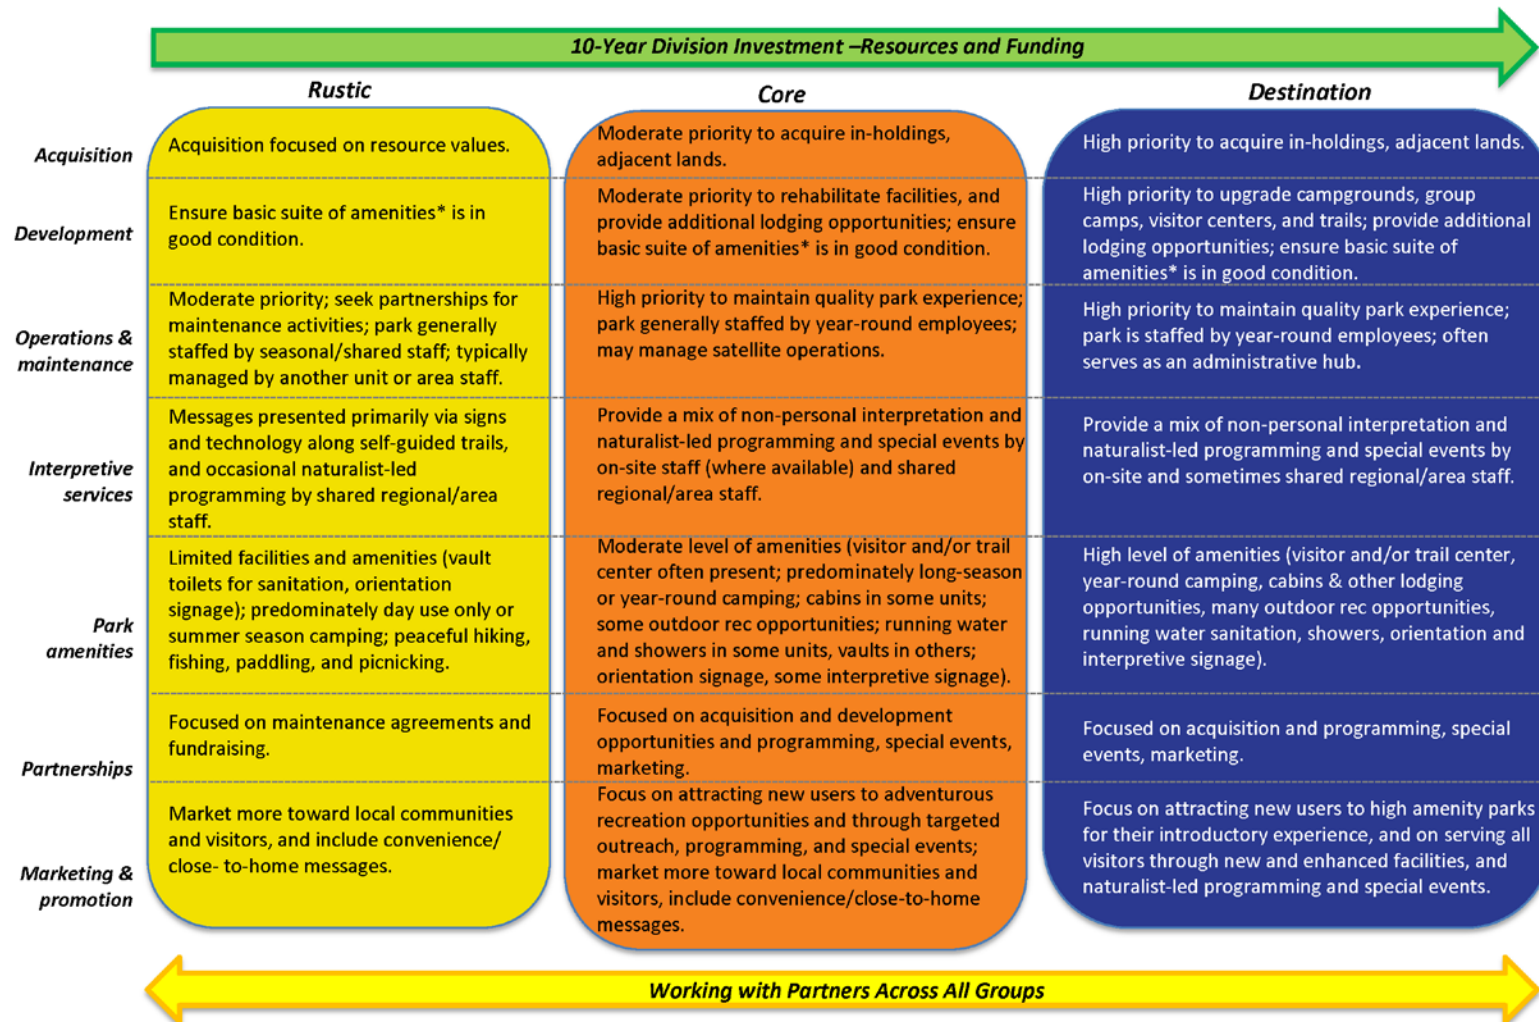 10-Year Division Investment –Resources and Funding
Rustic
Core
Destination
Acquisition
Acquisition focused on resource values.
Moderate priority to acquire in-holdings,
adjacent lands.
High priority to acquire in-holdings, adjacent lands.
Development
Ensure basic suite of amenities* is in
good condition.
Moderate priority to rehabilitate facilities, and
provide additional lodging opportunities; ensure
basic suite of amenities* is in good condition.
High priority to upgrade campgrounds, group
camps, visitor centers, and trails; provide additional
lodging opportunities; ensure basic suite of
amenities* is in good condition.
Operations &
maintenance
Moderate priority; seek partnerships for
maintenance activities; park generally
staffed by seasonal/shared staff; typically
managed by another unit or area staff.
High priority to maintain quality park experience;
park generally staffed by year-round employees;
may manage satellite operations.
High priority to maintain quality park experience;
park is staffed by year-round employees; often
serves as an administrative hub.
Interpretive
services
Messages presented primarily via signs
and technology along self-guided trails,
and occasional naturalist-led
programming by shared regional/area
staff.
Provide a mix of non-personal interpretation and
naturalist-led programming and special events by
on-site staff (where available) and shared
regional/area staff.
Provide a mix of non-personal interpretation and
naturalist-led programming and special events by
on-site and sometimes shared regional/area staff.
Park
amenities
Limited facilities and amenities (vault
toilets for sanitation, orientation
signage); predominately day use only or
summer season camping; peaceful hiking,
fishing, paddling, and picnicking.
Moderate level of amenities (visitor and/or trail
center often present; predominately long-season
or year-round camping; cabins in some units;
some outdoor rec opportunities; running water
and showers in some units, vaults in others;
orientation signage, some interpretive signage).
High level of amenities (visitor and/or trail center,
year-round camping, cabins & other lodging
opportunities, many outdoor rec opportunities,
running water sanitation, showers, orientation and
interpretive signage).
Partnerships
Focused on maintenance agreements and
fundraising.
Focused on acquisition and development
opportunities and programming, special events,
marketing.
Focused on acquisition and programming, special
events, marketing.
Marketing &
promotion
Market more toward local communities
and visitors, and include convenience/
close- to-home messages.
Focus on attracting new users to adventurous
recreation opportunities and through targeted
outreach, programming, and special events;
market more toward local communities and
visitors, include convenience/close-to-home
messages.
Focus on attracting new users to high amenity parks
for their introductory experience, and on serving all
visitors through new and enhanced facilities, and
naturalist-led programming and special events.
Working with Partners Across All Groups